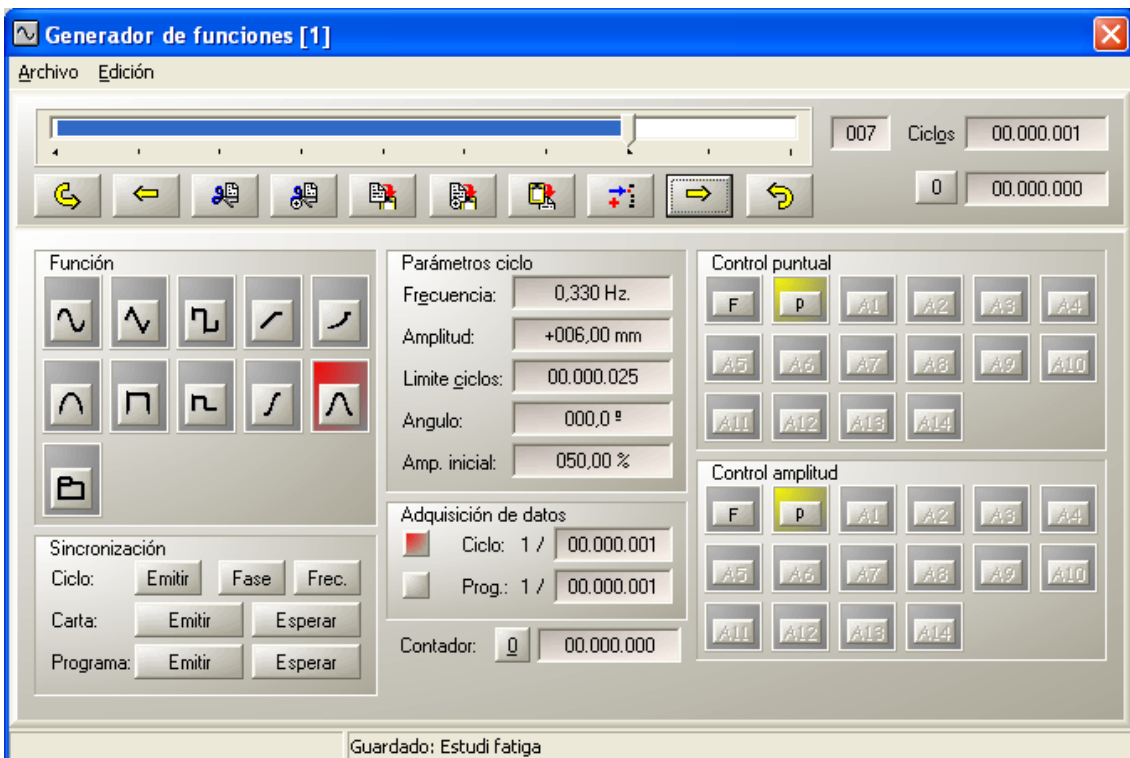 Generador de funciones [1]
Archivo Edición
007 Ciclos 00.000.001
0 00.000.000
Función
Parámetros ciclo
Frecuencia: 0,330 Hz.
Amplitud: +006,00 mm
Limite ciclos: 00.000.025
Angulo: 000,0 º
Amp. inicial: 050,00 %
Control puntual
F P A1 A2 A3 A4
A5 A6 A7 A8 A9 A10
A11 A12 A13 A14
Control amplitud
F P A1 A2 A3 A4
A5 A6 A7 A8 A9 A10
A11 A12 A13 A14
Sincronización
Ciclo: Emitir Fase Frec.
Carta: Emitir Esperar
Programa: Emitir Esperar
Adquisición de datos
Ciclo: 1 / 00.000.001
Prog.: 1 / 00.000.001
Contador: 0 00.000.000
Guardado: Estudi fatiga